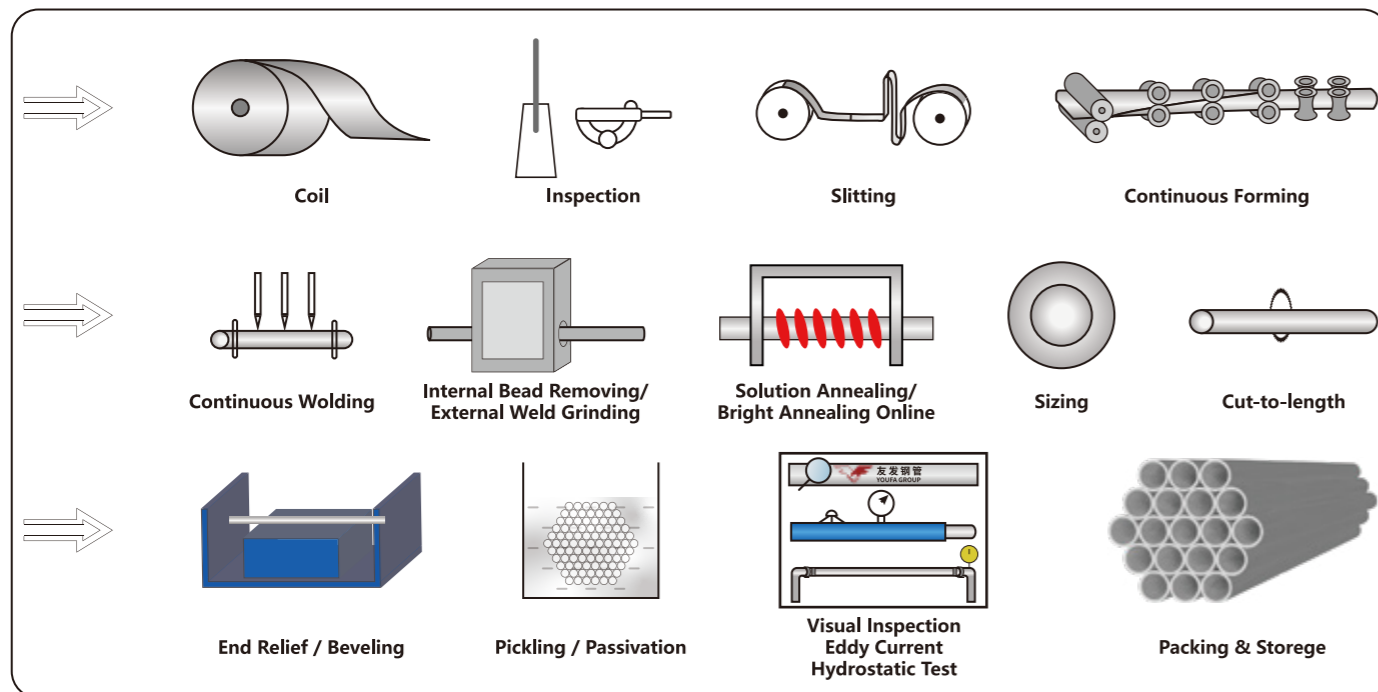 Coil
Inspection
Slitting
Continuous Forming
Continuous Wolding
Internal Bead Removing/
External Weld Grinding
Solution Annealing/
Bright Annealing Online
Sizing
Cut-to-length
友发钢管
YOUFA GROUP
End Relief / Beveling
Pickling / Passivation
Visual Inspection
Eddy Current
Hydrostatic Test
Packing & Storege